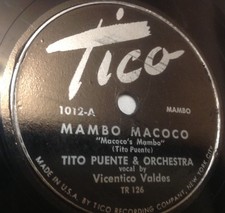 Tico
1012-A
MAMBO
MAMBO MACOCO
"Macoco's Mambo"
(Tito Puente)
TITO PUENTE & ORCHESTRA
vocal by
Vicentico Valdes
TR 126
MADE IN U.S.A. BY TICO RECORDING COMPANY, NEW YORK CITY